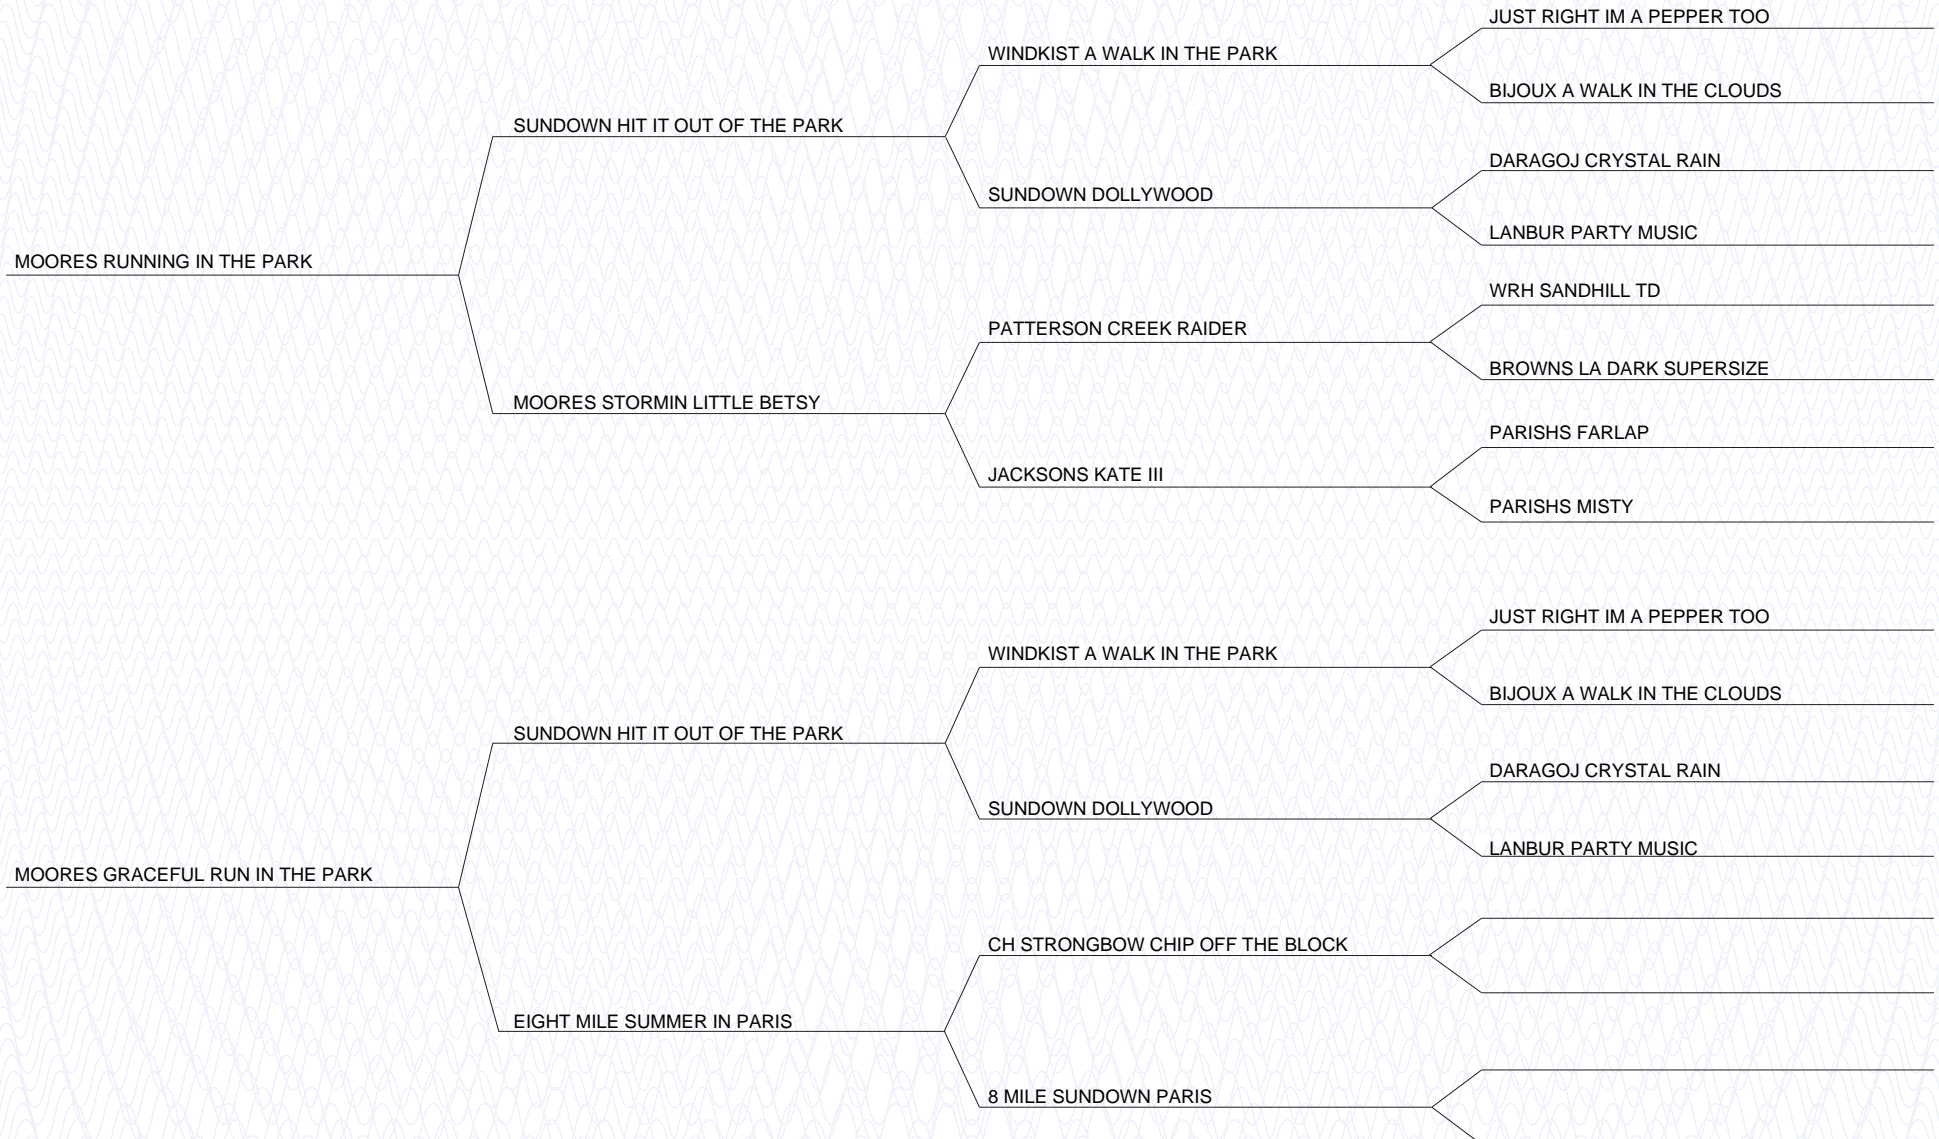 JUST RIGHT IM A PEPPER TOO
WINDKIST A WALK IN THE PARK
BIJOUX A WALK IN THE CLOUDS
SUNDOWN HIT IT OUT OF THE PARK
DARAGOJ CRYSTAL RAIN
SUNDOWN DOLLYWOOD
LANBUR PARTY MUSIC
MOORES RUNNING IN THE PARK
WRH SANDHILL TD
PATTERSON CREEK RAIDER
BROWNS LA DARK SUPERSIZE
MOORES STORMIN LITTLE BETSY
PARISHS FARLAP
JACKSONS KATE III
PARISHS MISTY
JUST RIGHT IM A PEPPER TOO
WINDKIST A WALK IN THE PARK
BIJOUX A WALK IN THE CLOUDS
SUNDOWN HIT IT OUT OF THE PARK
DARAGOJ CRYSTAL RAIN
SUNDOWN DOLLYWOOD
LANBUR PARTY MUSIC
MOORES GRACEFUL RUN IN THE PARK
CH STRONGBOW CHIP OFF THE BLOCK
EIGHT MILE SUMMER IN PARIS
8 MILE SUNDOWN PARIS